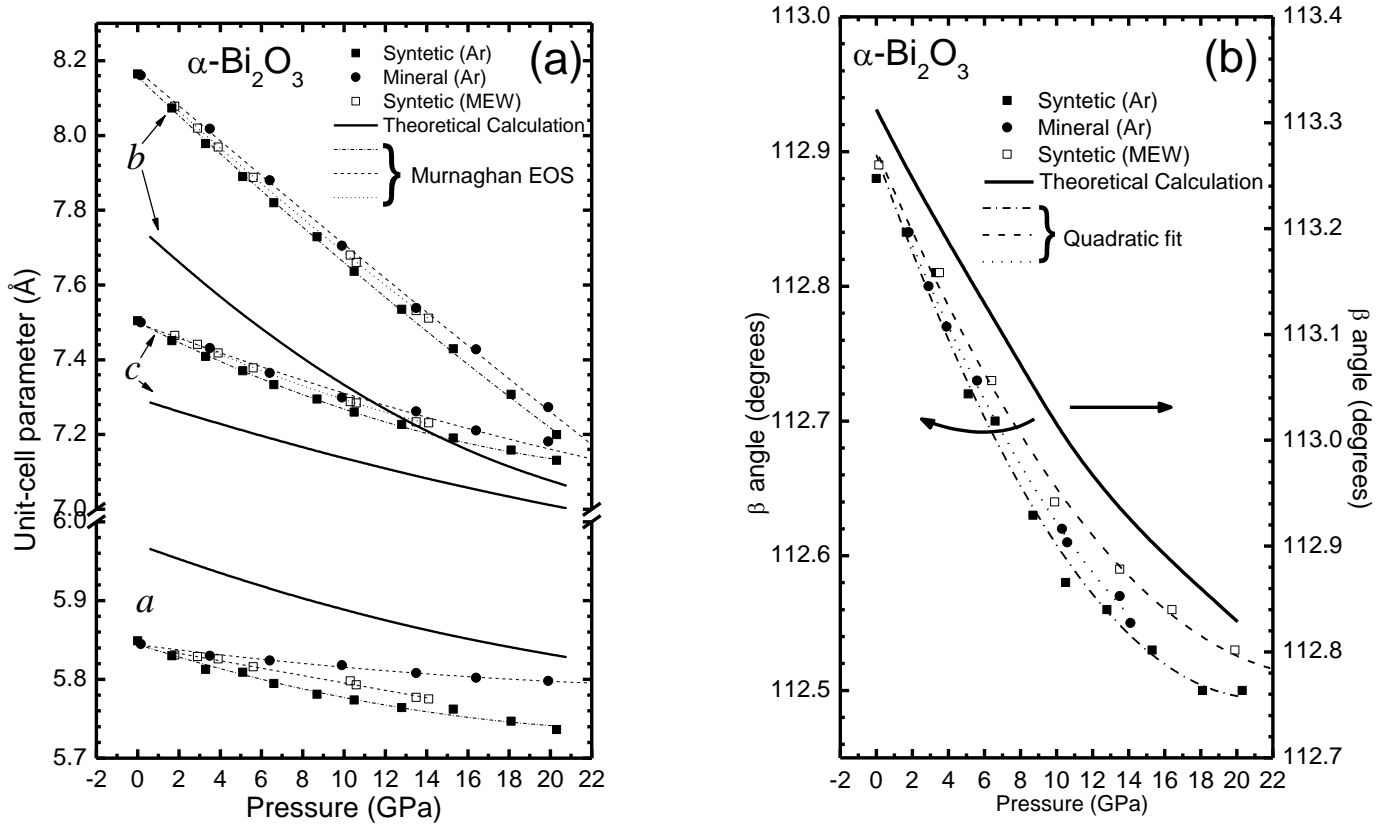 α-Bi2O3
(a)
Syntetic (Ar)
Mineral (Ar)
Syntetic (MEW)
Theoretical Calculation
Murnaghan EOS
b
c
a
Unit-cell parameter (Å)
8.2
8.0
7.8
7.6
7.4
7.2
7.0
6.0
5.9
5.8
5.7
-2 0 2 4 6 8 10 12 14 16 18 20 22
Pressure (GPa)
α-Bi2O3
(b)
Syntetic (Ar)
Mineral (Ar)
Syntetic (MEW)
Theoretical Calculation
Quadratic fit
β angle (degrees)
113.0
112.9
112.8
112.7
112.6
112.5
β angle (degrees)
113.4
113.3
113.2
113.1
113.0
112.9
112.8
112.7
-2 0 2 4 6 8 10 12 14 16 18 20 22
Pressure (GPa)